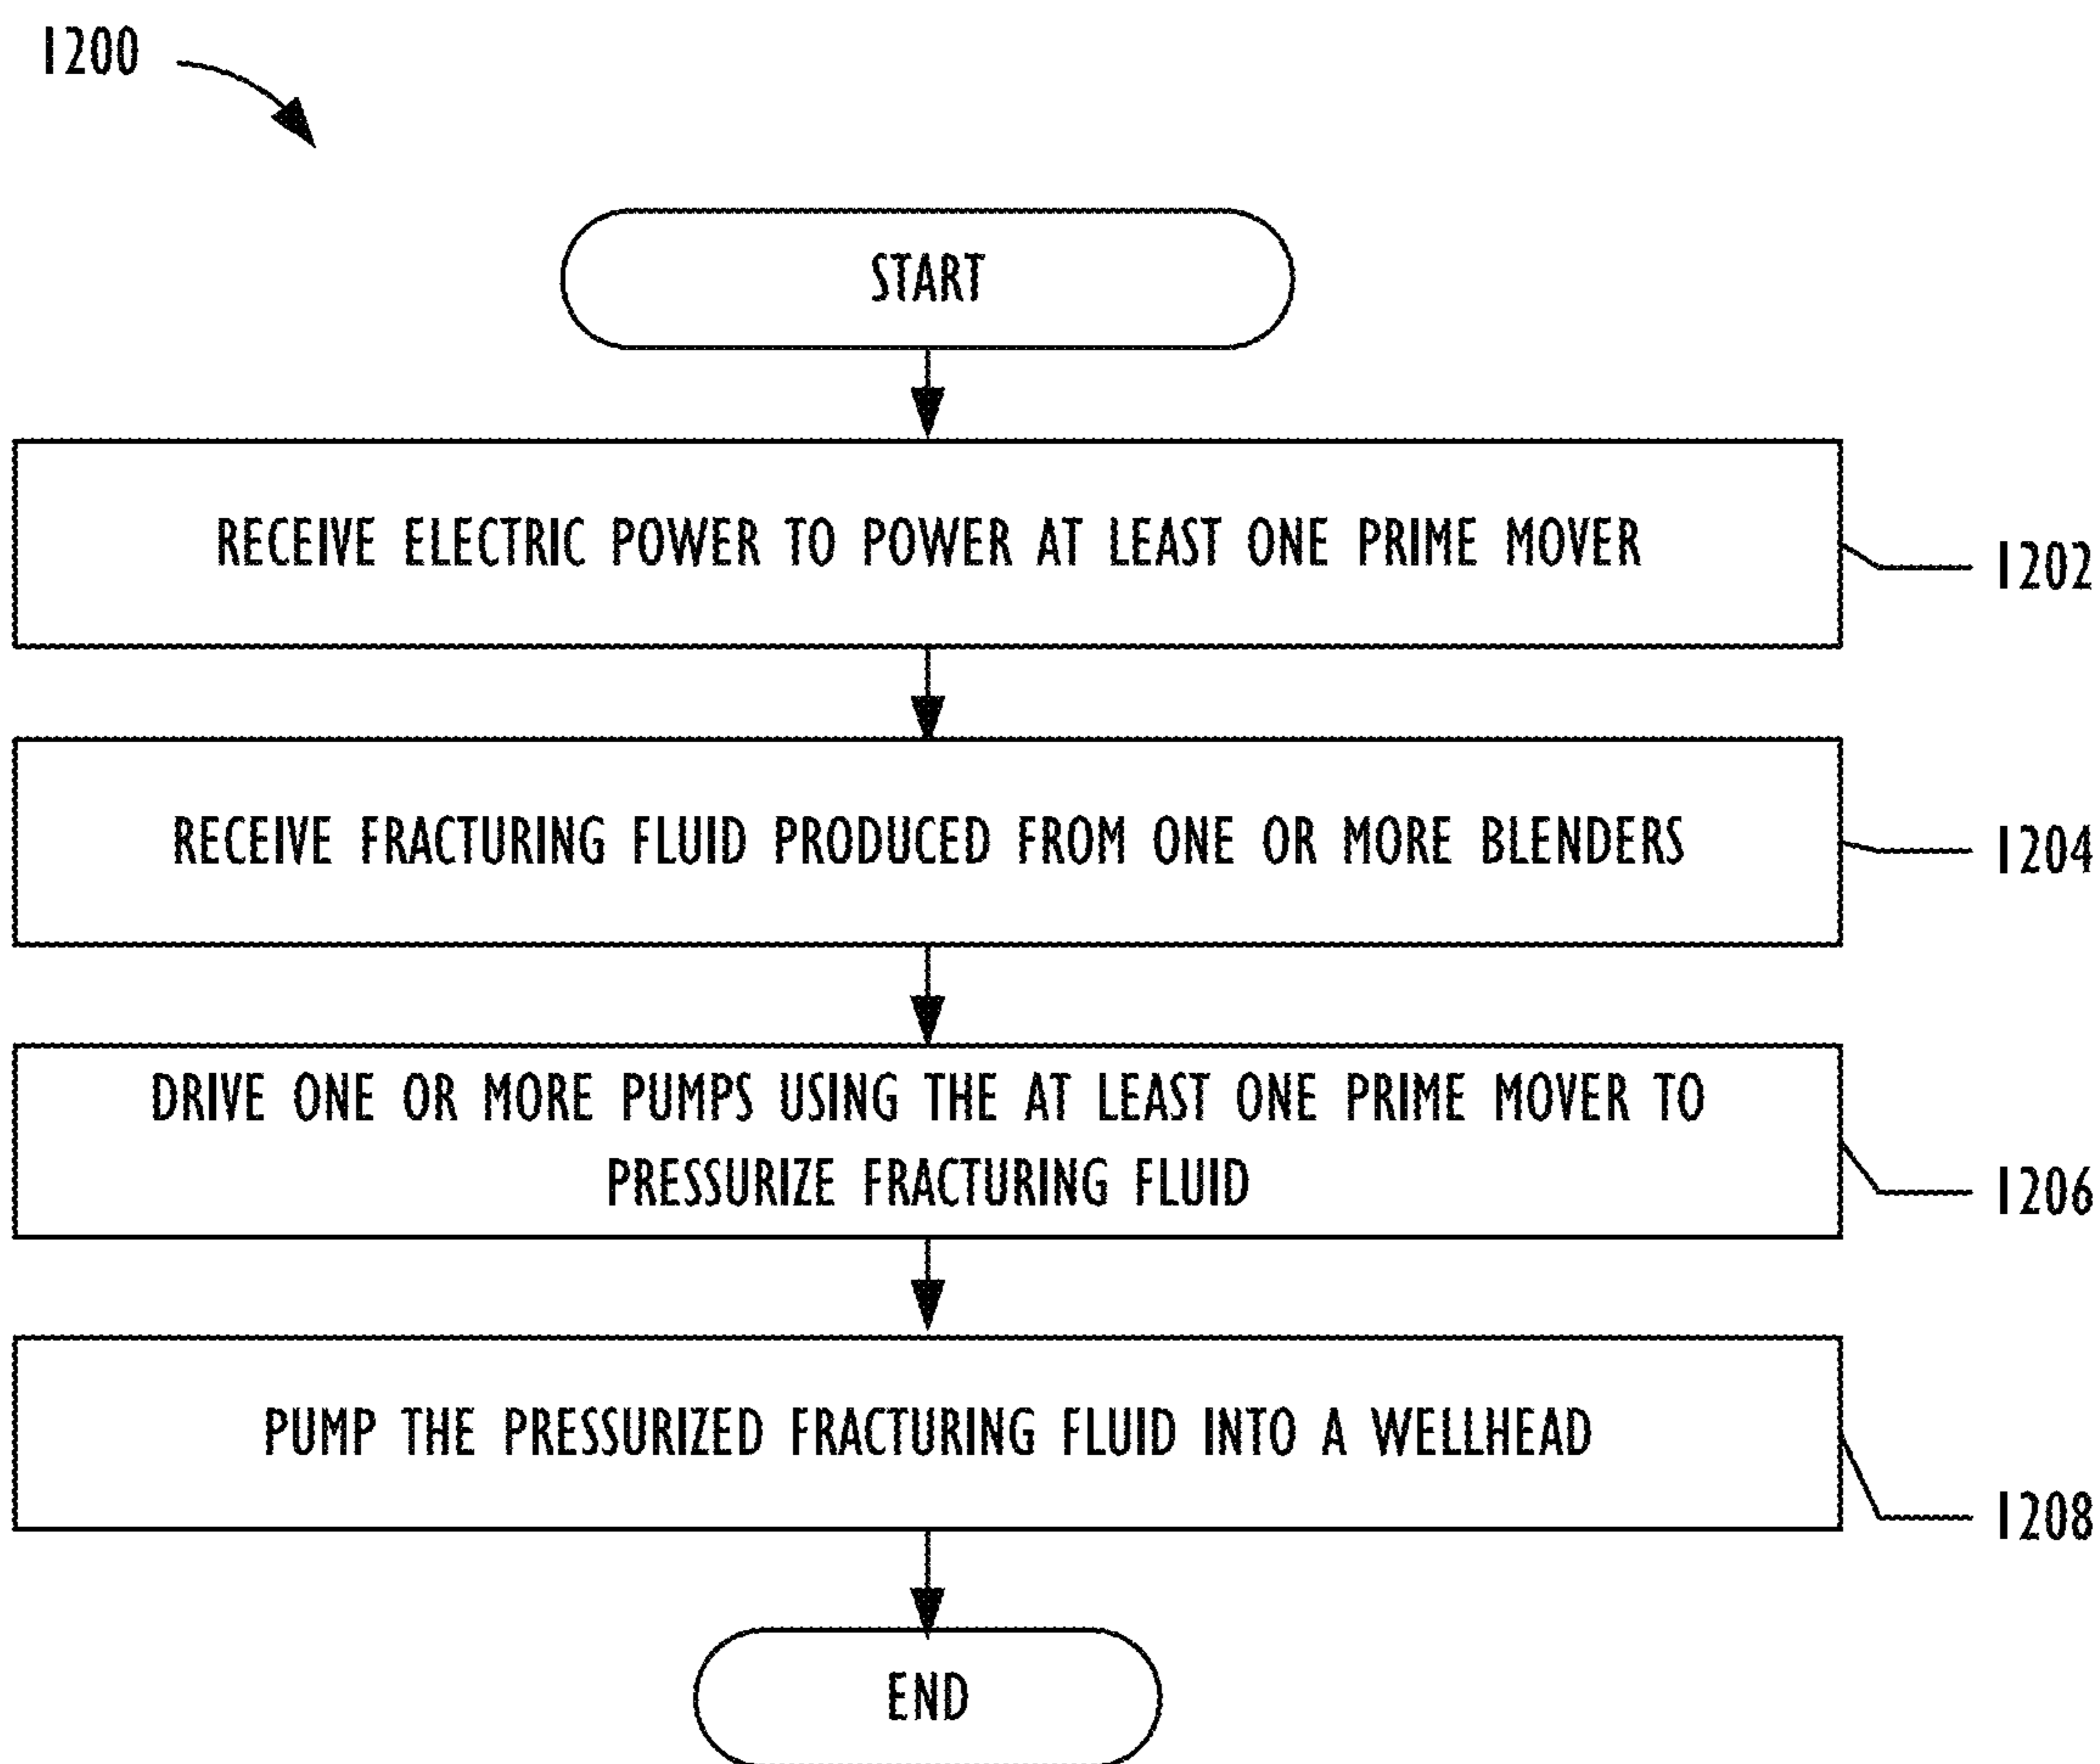 1200
START
RECEIVE ELECTRIC POWER TO POWER AT LEAST ONE PRIME MOVER
1202
RECEIVE FRACTURING FLUID PRODUCED FROM ONE OR MORE BLENDERS
1204
DRIVE ONE OR MORE PUMPS USING THE AT LEAST ONE PRIME MOVER TO
PRESSURIZE FRACTURING FLUID
1206
PUMP THE PRESSURIZED FRACTURING FLUID INTO A WELLHEAD
1208
END